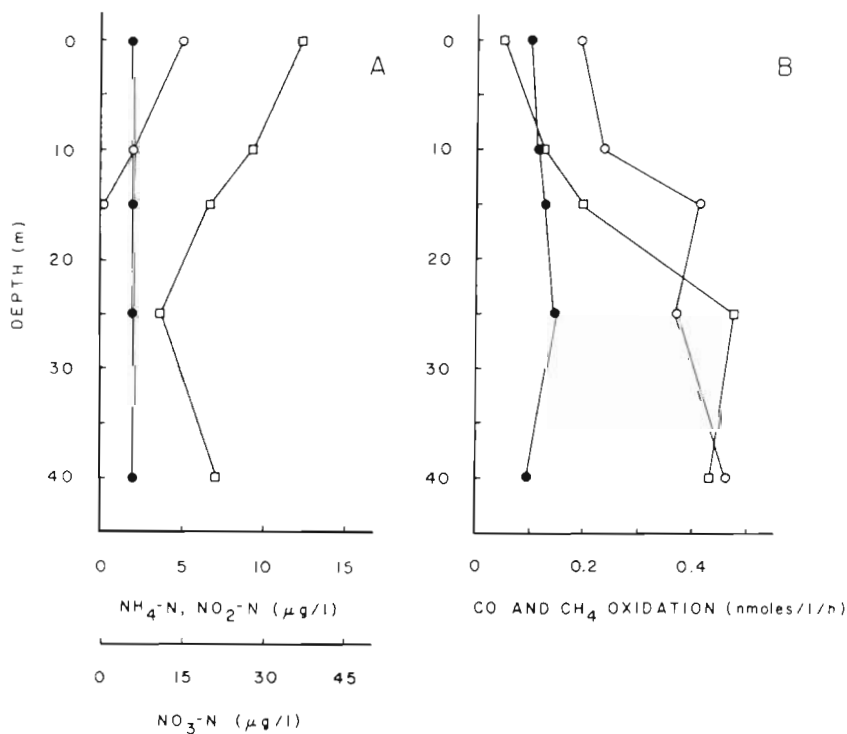 A
0
10
20
30
40
DEPTH (m)
0 5 10 15
NH4-N, NO2-N (μg/l)
0 15 30 45
NO3-N (μg/l)
B
0
10
20
30
40
0 0.2 0.4
CO AND CH4 OXIDATION (nmoles/l/h)